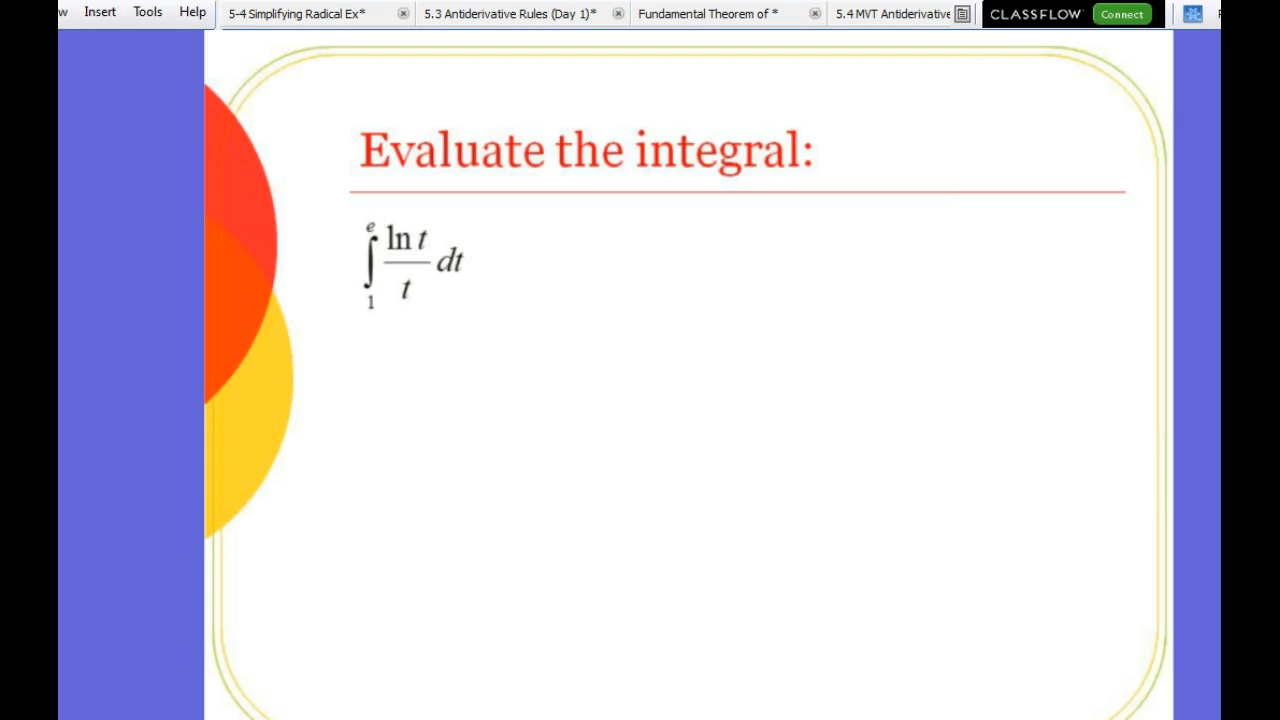 w Insert Tools Help 5-4 Simplifying Radical Ex* 5.3 Antiderivative Rules (Day 1)* Fundamental Theorem of * 5.4 MVT Antiderivative CLASSFLOW Connect
Evaluate the integral:
∫₁ᵉ ln t / t dt